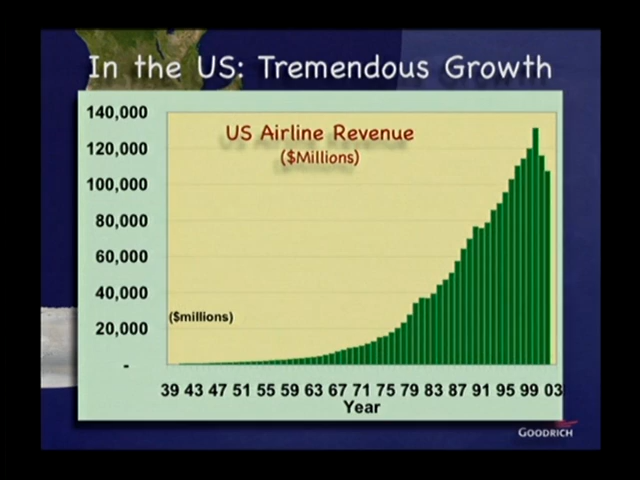 In the US: Tremendous Growth
US Airline Revenue
($Millions)
140,000
120,000
100,000
80,000
60,000
40,000
20,000
-
($millions)
39 43 47 51 55 59 63 67 71 75 79 83 87 91 95 99 03
Year
GOODRICH